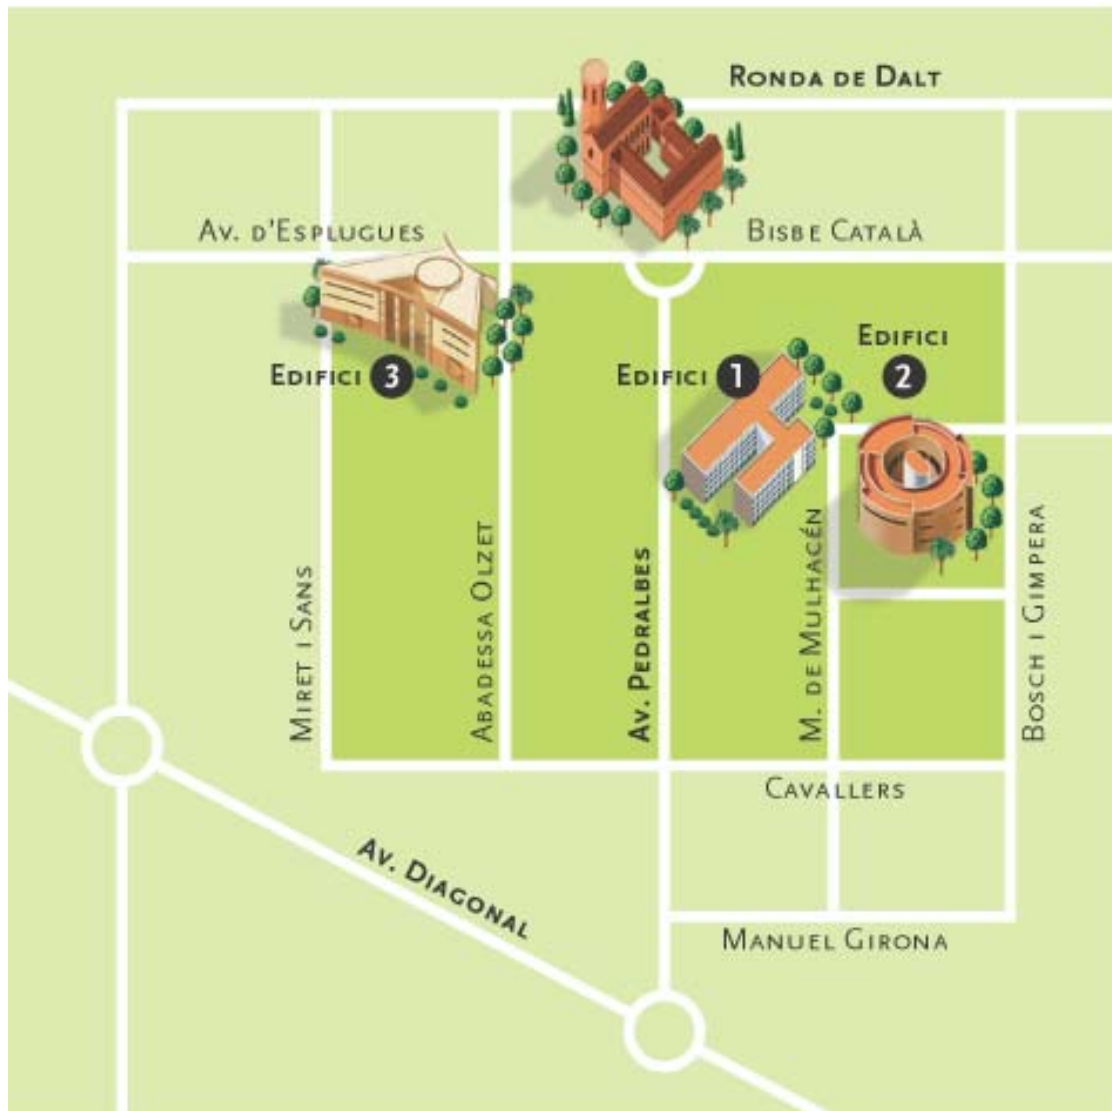 RONDA DE DALT
AV. D'ESPLUGUES
BISBE CATALÀ
EDIFICI 3
EDIFICI 1
EDIFICI
2
MIRET I SANS
ABADESSA OLZET
AV. PEDRALBES
M. DE MULHACÉN
BOSCH I GIMPERA
CAVALLERS
AV. DIAGONAL
MANUEL GIRONA